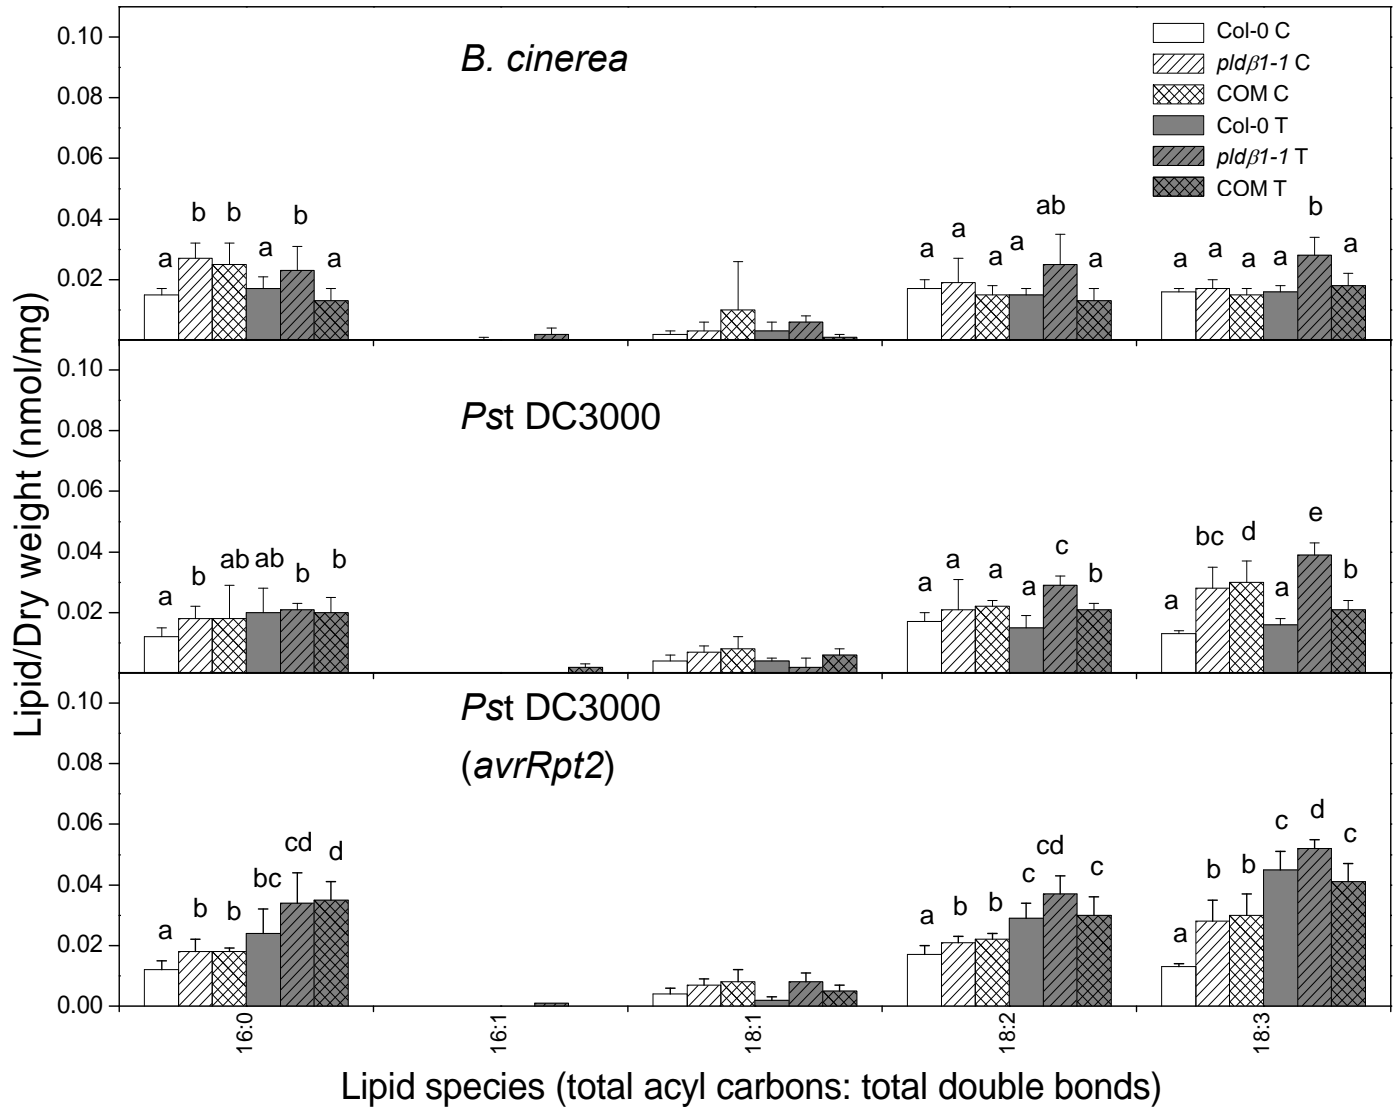 Lipid/Dry weight (nmol/mg)
B. cinerea
Col-0 C
pldβ1-1 C
COM C
Col-0 T
pldβ1-1 T
COM T
0.10
0.08
0.06
0.04
0.02
a b b a b a
a a a a ab a
a a a a b a
Pst DC3000
0.10
0.08
0.06
0.04
0.02
a b ab ab b b
a a a a c b
a bc d a e b
Pst DC3000
(avrRpt2)
0.10
0.08
0.06
0.04
0.02
0.00
a b b bc cd d
a b b c cd c
a b b c d c
16:0
16:1
18:1
18:2
18:3
Lipid species (total acyl carbons: total double bonds)